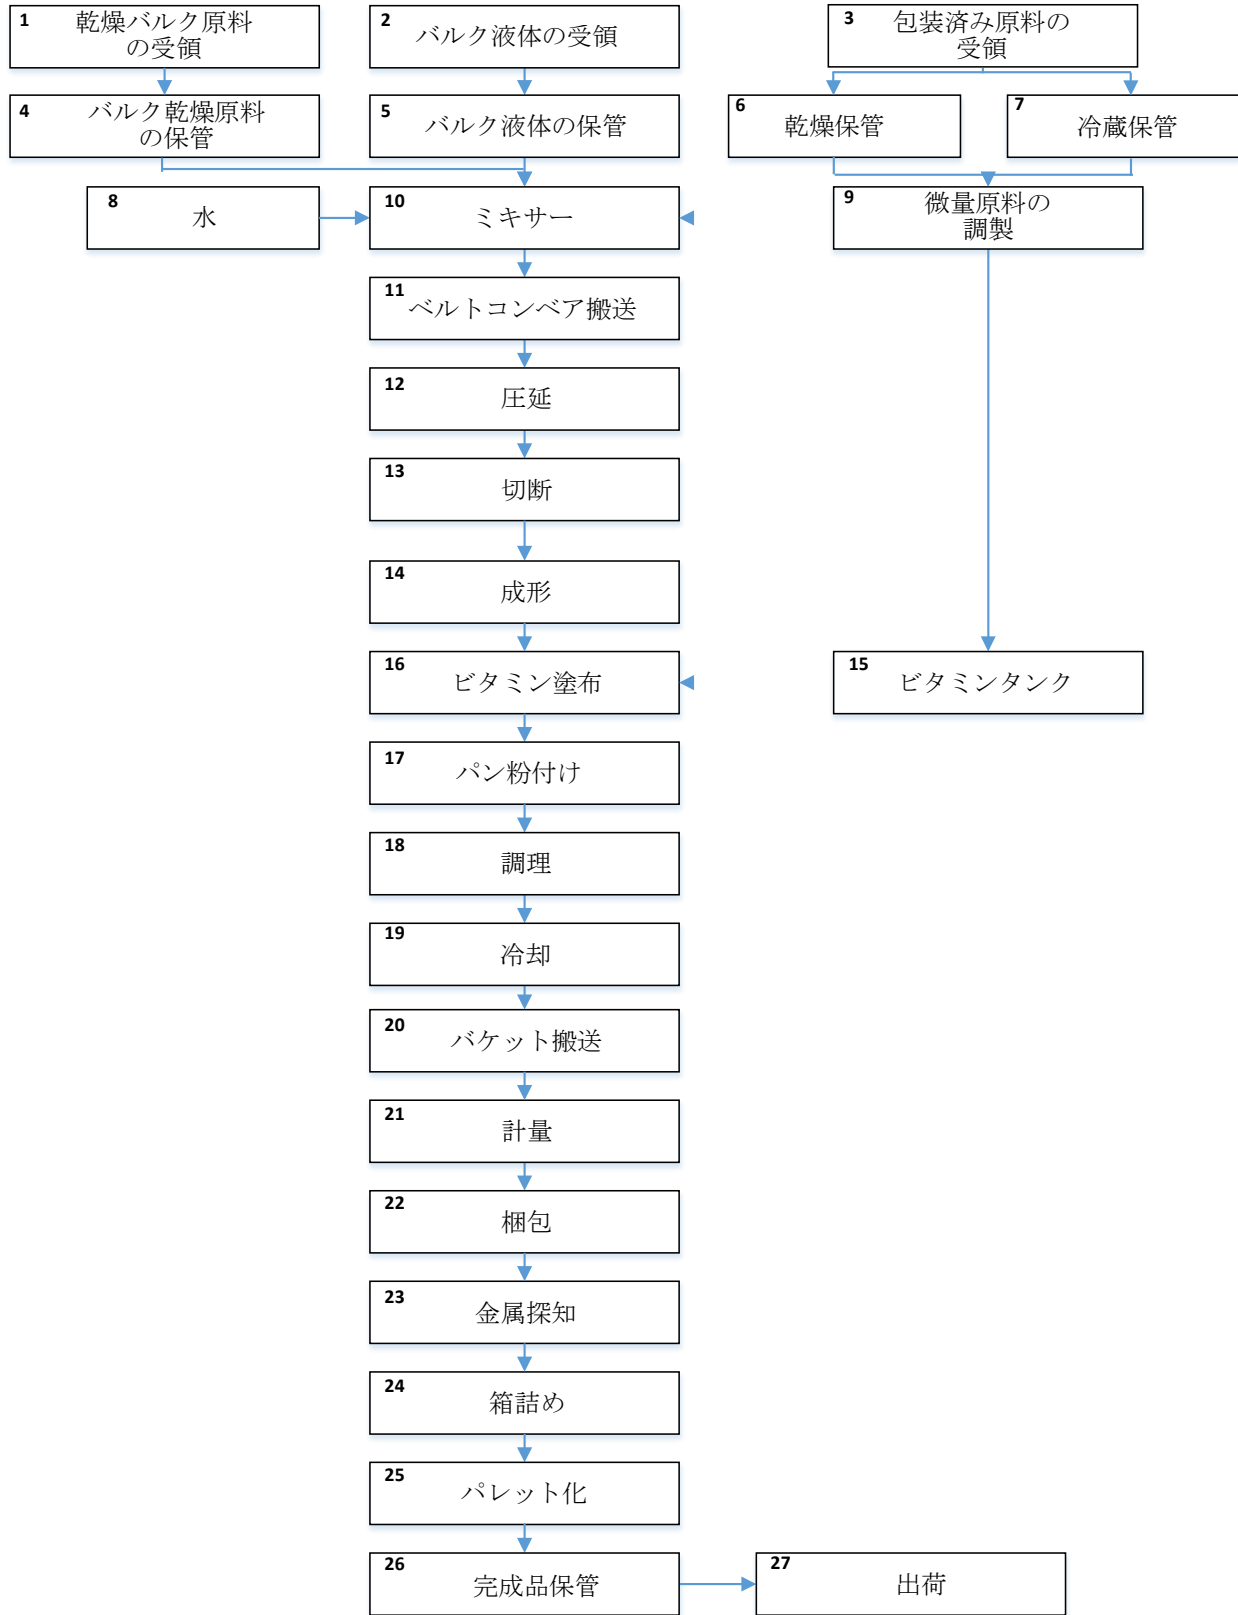 1
乾燥バルク原料
の受領
2
バルク液体の受領
3
包装済み原料の
受領
4
バルク乾燥原料
の保管
5
バルク液体の保管
6
乾燥保管
7
冷蔵保管
8
水
10
ミキサー
9
微量原料の
調製
11
ベルトコンベア搬送
12
圧延
13
切断
14
成形
16
ビタミン塗布
15
ビタミンタンク
17
パン粉付け
18
調理
19
冷却
20
バケット搬送
21
計量
22
梱包
23
金属探知
24
箱詰め
25
パレット化
26
完成品保管
27
出荷